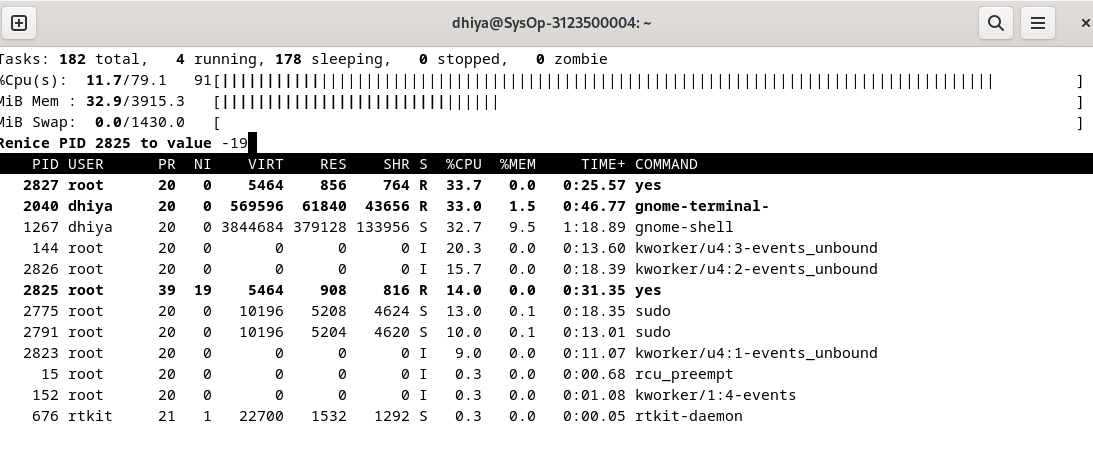 dhiya@SysOp-3123500004: ~
Tasks: 182 total,   4 running, 178 sleeping,   0 stopped,   0 zombie
%Cpu(s):  11.7/79.1   91[|||||||||||||||||||||||||||||||||||||||||||||||||||||||||||||||||||||||||||||||||||||| ]
MiB Mem : 32.9/3915.3   [||||||||||||||||||||||||||||||| ]
MiB Swap:  0.0/1430.0   [ ]
Renice PID 2825 to value -19
PID USER      PR  NI    VIRT    RES    SHR S  %CPU  %MEM     TIME+ COMMAND
2827 root      20   0    5464    856    764 R  33.7   0.0   0:25.57 yes
2040 dhiya     20   0  569596  61840  43656 R  33.0   1.5   0:46.77 gnome-terminal-
1267 dhiya     20   0 3844684 379128 133956 S  32.7   9.5   1:18.89 gnome-shell
144 root      20   0       0      0      0 I  20.3   0.0   0:13.60 kworker/u4:3-events_unbound
2826 root      20   0       0      0      0 I  15.7   0.0   0:18.39 kworker/u4:2-events_unbound
2825 root      39  19    5464    908    816 R  14.0   0.0   0:31.35 yes
2775 root      20   0   10196   5208   4624 S  13.0   0.1   0:18.35 sudo
2791 root      20   0   10196   5204   4620 S  10.0   0.1   0:13.01 sudo
2823 root      20   0       0      0      0 I   9.0   0.0   0:11.07 kworker/u4:1-events_unbound
15 root      20   0       0      0      0 I   0.3   0.0   0:00.68 rcu_preempt
152 root      20   0       0      0      0 I   0.3   0.0   0:01.08 kworker/1:4-events
676 rtkit     21   1   22700   1532   1292 S   0.3   0.0   0:00.05 rtkit-daemon